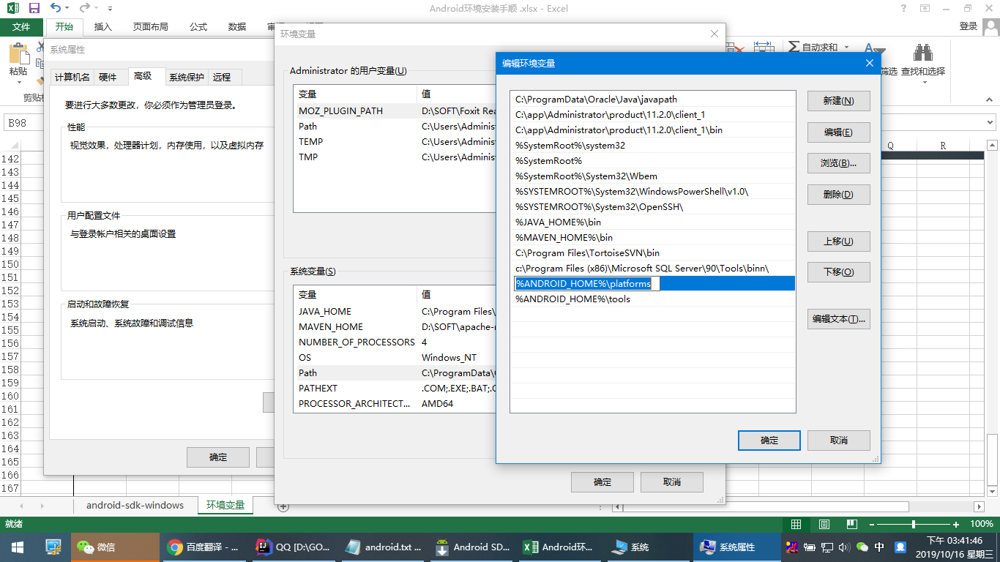 Android环境安装手顺 .xlsx - Excel
文件
开始
插入
页面布局
公式
数据
登录
粘贴
自动求和
筛选
查找和选择
B98
Q
R
142
143
144
145
146
147
148
149
150
151
152
153
154
155
156
157
158
159
160
161
162
163
164
165
166
167
系统属性
计算机名
硬件
高级
系统保护
远程
要进行大多数更改，你必须作为管理员登录。
性能
视觉效果，处理器计划，内存使用，以及虚拟内存
用户配置文件
与登录帐户相关的桌面设置
启动和故障恢复
系统启动、系统故障和调试信息
确定
环境变量
Administrator 的用户变量(U)
变量 值
MOZ_PLUGIN_PATH D:\SOFT\Foxit Rea
Path C:\Users\Adminis
TEMP C:\Users\Adminis
TMP C:\Users\Adminis
系统变量(S)
变量 值
JAVA_HOME C:\Program Files\
MAVEN_HOME D:\SOFT\apache-
NUMBER_OF_PROCESSORS 4
OS Windows_NT
Path C:\ProgramData\
PATHEXT .COM;.EXE;.BAT;.
PROCESSOR_ARCHITECT... AMD64
确定
取消
编辑环境变量
C:\ProgramData\Oracle\Java\javapath
C:\app\Administrator\product\11.2.0\client_1
C:\app\Administrator\product\11.2.0\client_1\bin
%SystemRoot%\system32
%SystemRoot%
%SystemRoot%\System32\Wbem
%SYSTEMROOT%\System32\WindowsPowerShell\v1.0\
%SYSTEMROOT%\System32\OpenSSH\
%JAVA_HOME%\bin
%MAVEN_HOME%\bin
C:\Program Files\TortoiseSVN\bin
c:\Program Files (x86)\Microsoft SQL Server\90\Tools\binn\
%ANDROID_HOME%\platforms
%ANDROID_HOME%\tools
新建(N)
编辑(E)
浏览(B)...
删除(D)
上移(U)
下移(O)
编辑文本(T)...
确定
取消
android-sdk-windows
环境变量
就绪
100%
微信
百度翻译 - ...
QQ [D:\GO...
android.txt ...
Android SD...
Android环...
系统
系统属性
中
下午 03:41:46
2019/10/16 星期三